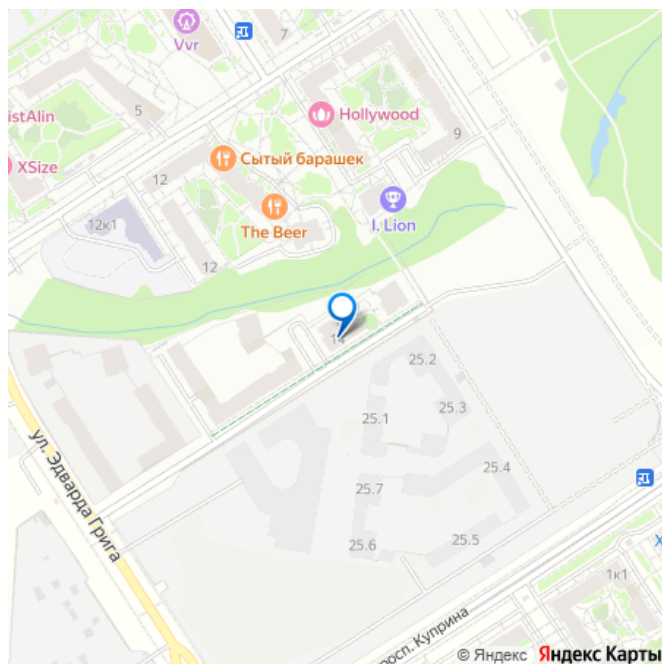 Vvr
7
5
Hollywood
istAlin
9
XSize
Сытый барашек
12
12к1
The Beer
I. Lion
12
14
25.2
25.3
25.1
25.4
25.7
25.5
25.6
ул. Эдварда Грига
просп. Куприна
1к1
X
© Яндекс Яндекс Карты